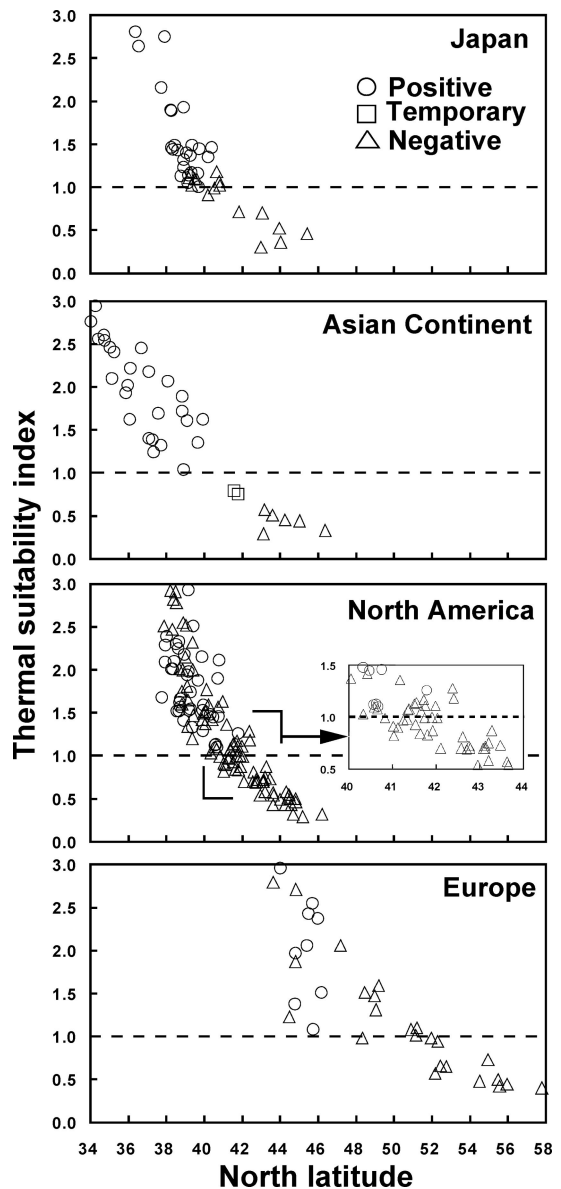 Thermal suitability index
3.0
2.5
2.0
1.5
1.0
0.5
0.0
Japan
Positive
Temporary
Negative
3.0
2.5
2.0
1.5
1.0
0.5
0.0
Asian Continent
3.0
2.5
2.0
1.5
1.0
0.5
0.0
North America
1.5
1.0
0.5
40 41 42 43 44
3.0
2.5
2.0
1.5
1.0
0.5
0.0
Europe
34 36 38 40 42 44 46 48 50 52 54 56 58
North latitude